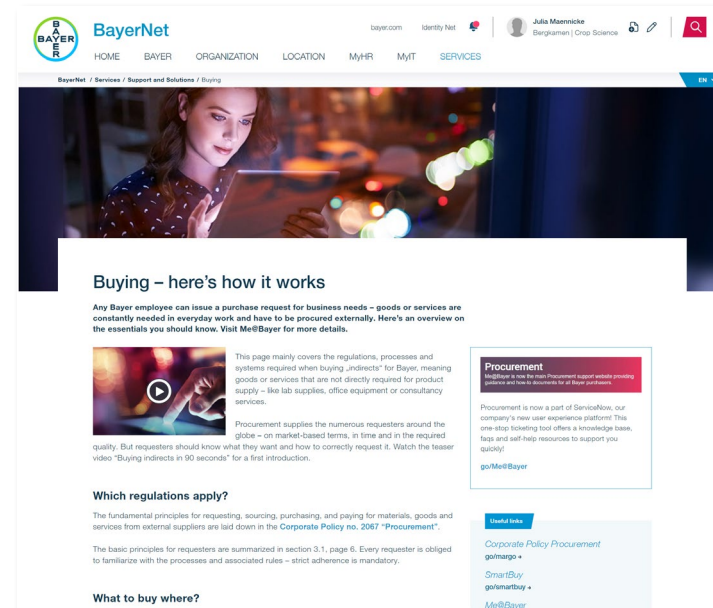 BAYER
BAYER
BayerNet
bayer.com Identity Net
Julia Maennicke
Bergkamen | Crop Science
HOME BAYER ORGANIZATION LOCATION MyHR MyIT SERVICES
BayerNet / Services / Support and Solutions / Buying
EN
Buying – here's how it works
Any Bayer employee can issue a purchase request for business needs – goods or services are
constantly needed in everyday work and have to be procured externally. Here's an overview on
the essentials you should know. Visit Me@Bayer for more details.
This page mainly covers the regulations, processes and
systems required when buying „indirects“ for Bayer, meaning
goods or services that are not directly required for product
supply – like lab supplies, office equipment or consultancy
services.
Procurement supplies the numerous requesters around the
globe – on market-based terms, in time and in the required
quality. But requesters should know what they want and how to correctly request it. Watch the teaser
video "Buying indirects in 90 seconds" for a first introduction.
Which regulations apply?
The fundamental principles for requesting, sourcing, purchasing, and paying for materials, goods and
services from external suppliers are laid down in the Corporate Policy no. 2067 "Procurement".
The basic principles for requesters are summarized in section 3.1, page 6. Every requester is obliged
to familiarize with the processes and associated rules – strict adherence is mandatory.
What to buy where?
Procurement
Me@Bayer is now the main Procurement support website providing
guidance and how-to documents for all Bayer purchasers.
Procurement is now a part of ServiceNow, our
company's new user experience platform! This
one-stop ticketing tool offers a knowledge base,
faqs and self-help resources to support you
quickly!
go/Me@Bayer
Useful links
Corporate Policy Procurement
go/margo →
SmartBuy
go/smartbuy →
Me@Bayer